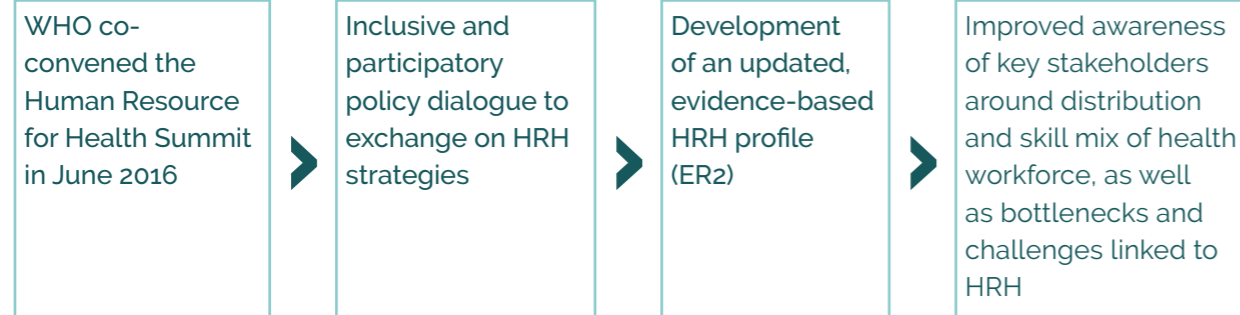 WHO co-
convened the
Human Resource
for Health Summit
in June 2016
Inclusive and
participatory
policy dialogue to
exchange on HRH
strategies
Development
of an updated,
evidence-based
HRH profile
(ER2)
Improved awareness
of key stakeholders
around distribution
and skill mix of health
workforce, as well
as bottlenecks and
challenges linked to
HRH